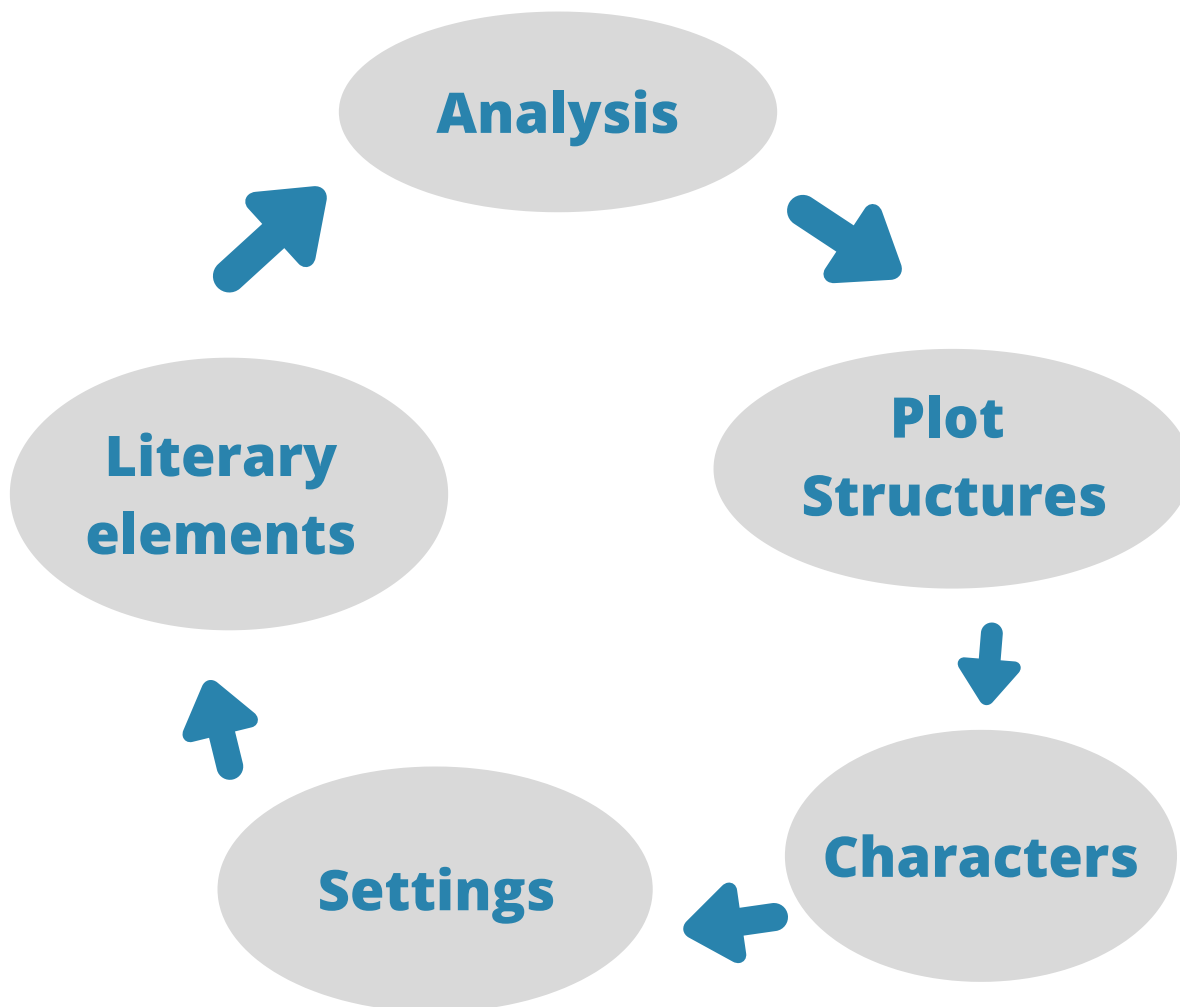 Analysis
Plot
Structures
Literary
elements
Characters
Settings